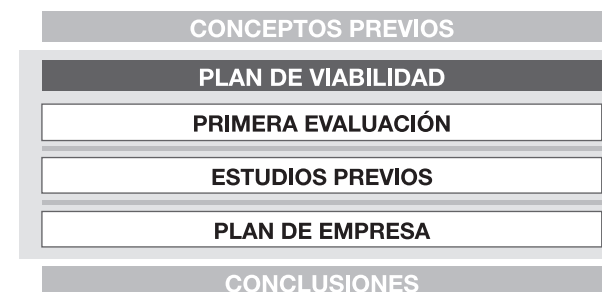 CONCEPTOS PREVIOS
PLAN DE VIABILIDAD
PRIMERA EVALUACIÓN
ESTUDIOS PREVIOS
PLAN DE EMPRESA
CONCLUSIONES